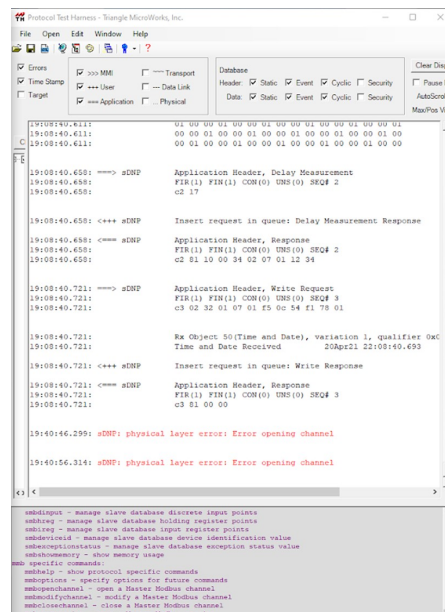 Protocol Test Harness - Triangle MicroWorks, Inc.
File Open Edit Window Help
Errors
Time Stamp
Target
>>> MMI
+++ User
=== Application
~~~ Transport
--- Data Link
... Physical
Database
Header: Static Event Cyclic Security
Data: Static Event Cyclic Security
Clear Disp
Pause
AutoScrol
Max/Pos Vi
19:08:40.611: 01 00 00 01 00 01 00 01 00 01 00 00 01
19:08:40.611: 00 00 01 00 00 01 00 00 01 00 00 01 00
19:08:40.611: 00 01 00 00 01 00 00 01 00 01 00 01 00
19:08:40.658: ===> sDNP Application Header, Delay Measurement
19:08:40.658: FIR(1) FIN(1) CON(0) UNS(0) SEQ# 2
19:08:40.658: c2 17
19:08:40.658: <+++ sDNP Insert request in queue: Delay Measurement Response
19:08:40.658: <=== sDNP Application Header, Response
19:08:40.658: FIR(1) FIN(1) CON(0) UNS(0) SEQ# 2
19:08:40.658: c2 81 10 00 34 02 07 01 12 34
19:08:40.721: ===> sDNP Application Header, Write Request
19:08:40.721: FIR(1) FIN(1) CON(0) UNS(0) SEQ# 3
19:08:40.721: c3 02 32 01 07 01 f5 0c 54 f1 78 01
19:08:40.721: Rx Object 50(Time and Date), variation 1, qualifier 0x0
19:08:40.721: Time and Date Received 20Apr21 22:08:40.693
19:08:40.721: <+++ sDNP Insert request in queue: Write Response
19:08:40.721: <=== sDNP Application Header, Response
19:08:40.721: FIR(1) FIN(1) CON(0) UNS(0) SEQ# 3
19:08:40.721: c3 81 00 00
19:40:46.299: sDNP: physical layer error: Error opening channel
19:40:56.314: sDNP: physical layer error: Error opening channel
smbdinput - manage slave database discrete input points
smbhreg - manage slave database holding register points
smbireg - manage slave database input register points
smbdeviceid - manage slave database device identification value
smbexceptionstatus - manage slave database exception status value
smbshowmemory - show memory usage
mmb specific commands:
mmbhelp - show protocol specific commands
mmboptions - specify options for future commands
mmbopenchannel - open a Master Modbus channel
mmbmodifychannel - modify a Master Modbus channel
mmbclosechannel - close a Master Modbus channel